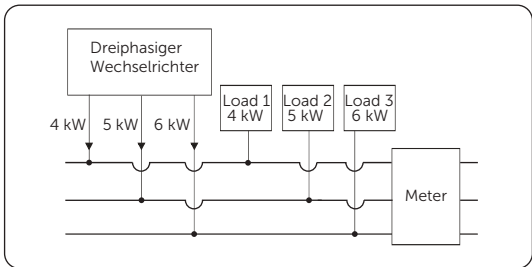 Dreiphasiger
Wechselrichter
4 kW
5 kW
6 kW
Load 1
4 kW
Load 2
5 kW
Load 3
6 kW
Meter